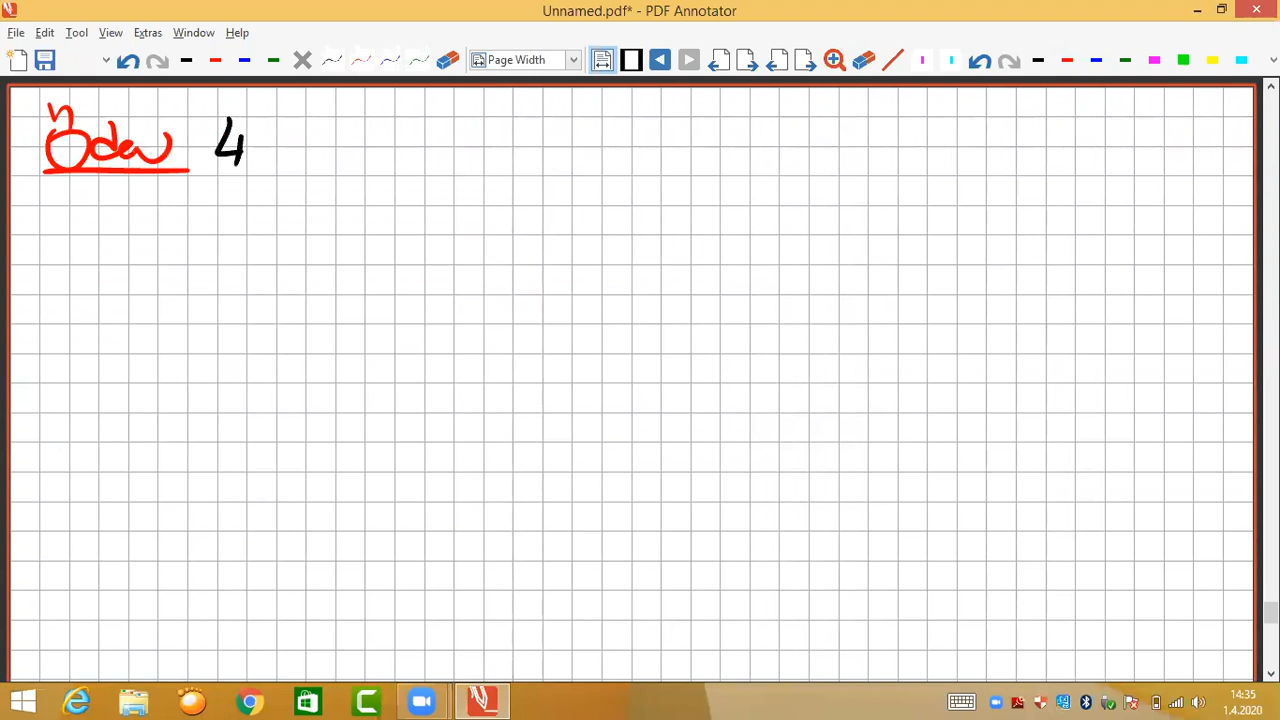 Unnamed.pdf* - PDF Annotator
File Edit Tool View Extras Window Help
Page Width
Ödev 4
14:35
1.4.2020